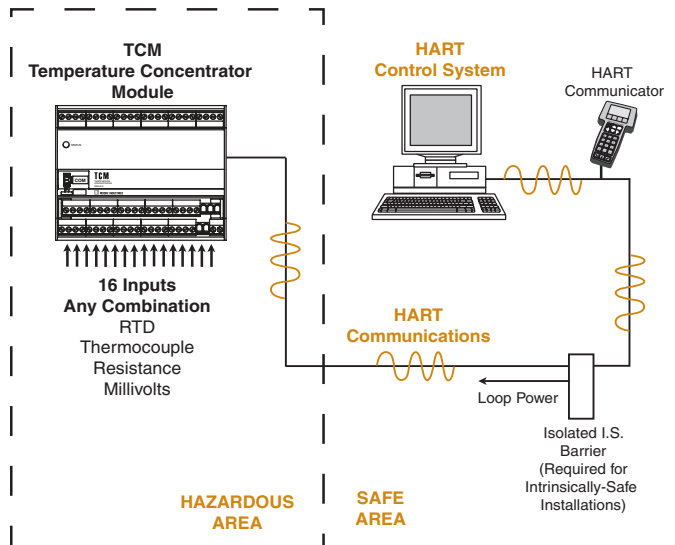 TCM
Temperature Concentrator
Module
COM
TCM
16 Inputs
Any Combination
RTD
Thermocouple
Resistance
Millivolts
HART
Control System
HART
Communicator
HART
Communications
Loop Power
Isolated I.S.
Barrier
(Required for
Intrinsically-Safe
Installations)
HAZARDOUS
AREA
SAFE
AREA